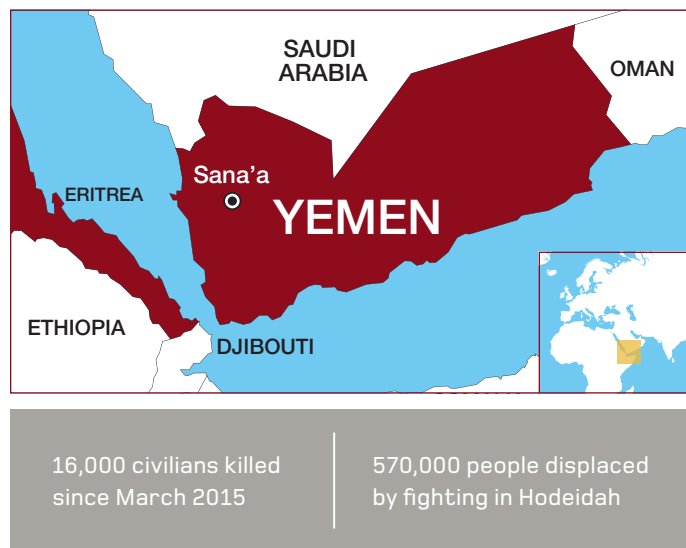 SAUDI
ARABIA
OMAN
Sana’a
ERITREA
YEMEN
ETHIOPIA
DJIBOUTI
16,000 civilians killed
since March 2015
570,000 people displaced
by fighting in Hodeidah